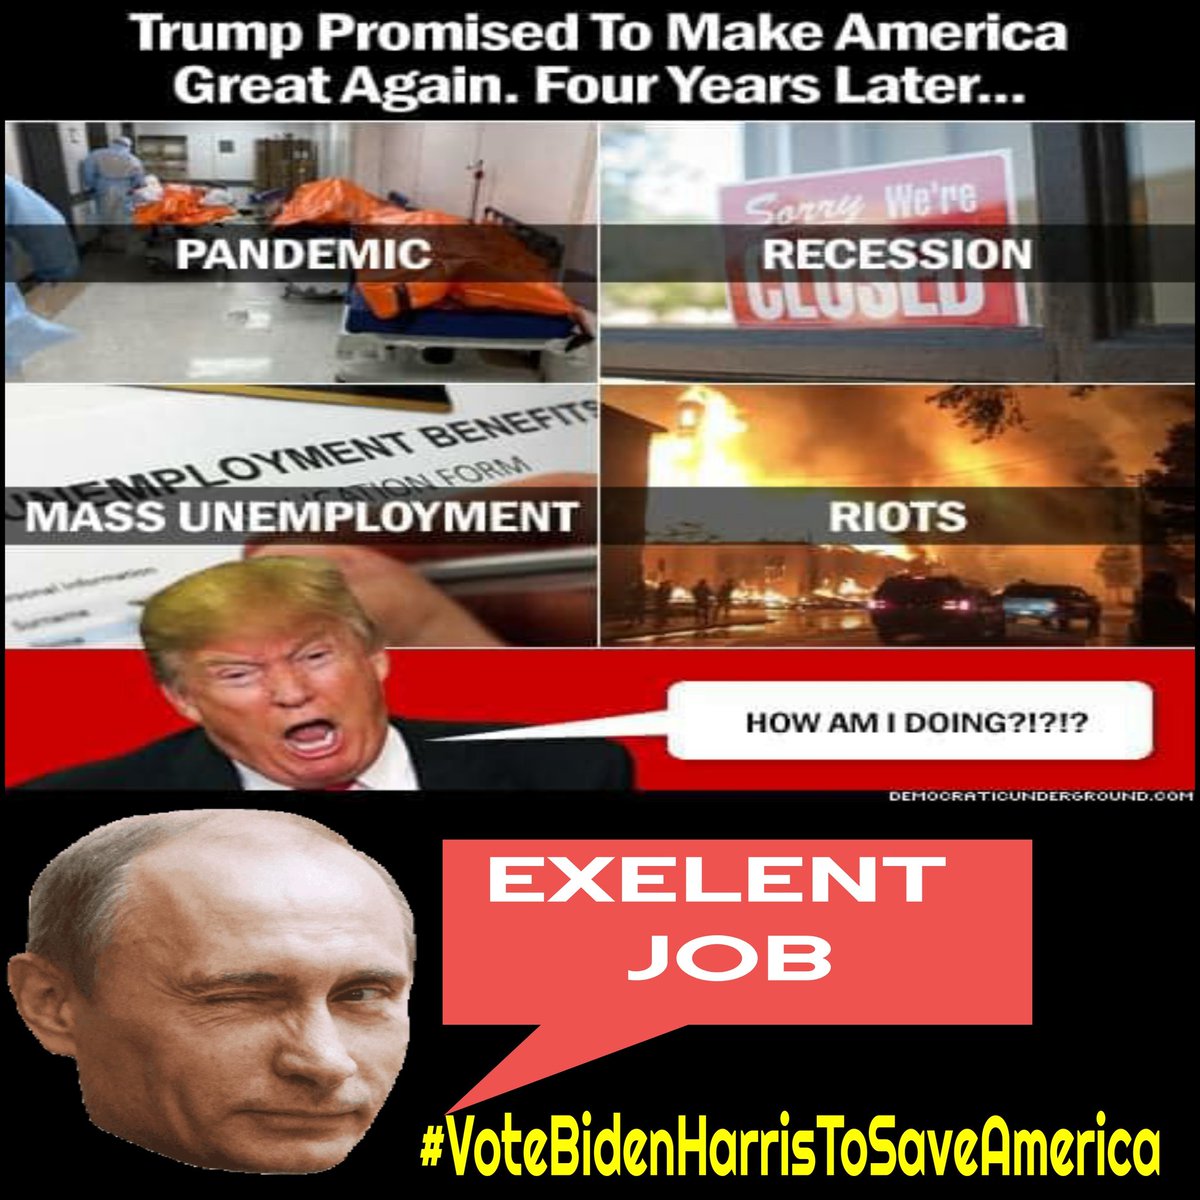 Trump Promised To Make America
Great Again. Four Years Later...
PANDEMIC
Sorry We're
RECESSION
CLOSED
UNEMPLOYMENT BENEFITS
FORM
MASS UNEMPLOYMENT
RIOTS
HOW AM I DOING?!?!?
DEMOCRATICUNDERGROUND.COM
EXELENT
JOB
#VoteBidenHarrisToSaveAmerica